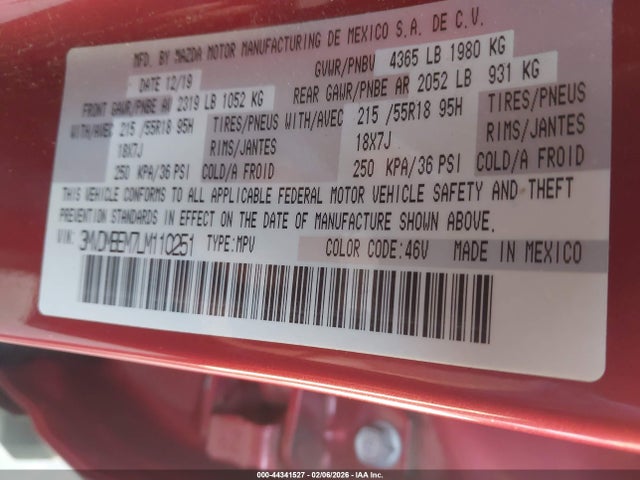 MFD. BY MAZDA MOTOR MANUFACTURING DE MEXICO S.A. DE C.V.
DATE 12/19 GVWR/PNBV 4365 LB 1980 KG
FRONT GAWR/PNBE AV 2319 LB 1052 KG REAR GAWR/PNBE AR 2052 LB 931 KG
WITH/AVEC 215 /55R18 95H TIRES/PNEUS WITH/AVEC 215 /55R18 95H TIRES/PNEUS
18X7J RIMS/JANTES 18X7J RIMS/JANTES
250 KPA/36 PSI COLD/A FROID 250 KPA/36 PSI COLD/A FROID
THIS VEHICLE CONFORMS TO ALL APPLICABLE FEDERAL MOTOR VEHICLE SAFETY AND THEFT
PREVENTION STANDARDS IN EFFECT ON THE DATE OF MANUFACTURE SHOWN ABOVE.
VIN: 3MVDMBEM7LM110251 TYPE:MPV COLOR CODE:46V MADE IN MEXICO
000-44341527 - 02/06/2026 - IAA Inc.